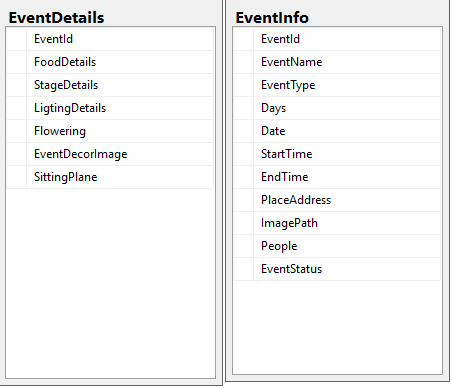 EventDetails
EventId
FoodDetails
StageDetails
LigtingDetails
Flowering
EventDecorImage
SittingPlane
EventInfo
EventId
EventName
EventType
Days
Date
StartTime
EndTime
PlaceAddress
ImagePath
People
EventStatus